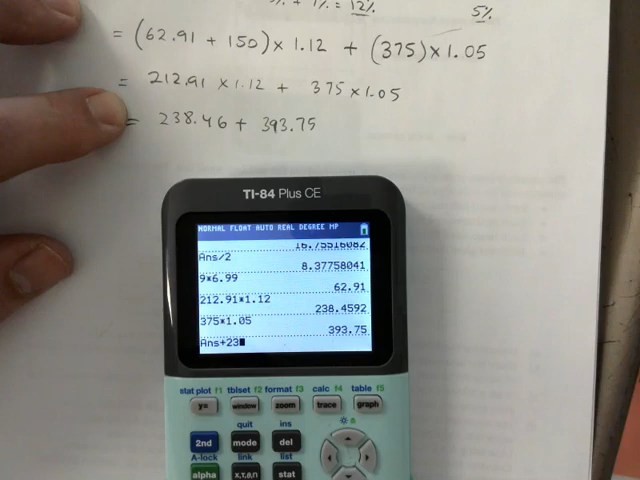 % + 1% = 12%
5%
= (62.91 + 150) × 1.12 + (375) × 1.05
= 212.91 × 1.12 + 375 × 1.05
= 238.46 + 393.75
TI-84 Plus CE
NORMAL FLOAT AUTO REAL DEGREE MP
16.75516082
Ans/2
8.37758041
9*6.99
62.91
212.91*1.12
238.4592
375*1.05
393.75
Ans+23
stat plot f1 tblset f2 format f3 calc f4 table f5
y= window zoom trace graph
quit ins
2nd mode del
A-lock link list
alpha X,T,θ,n stat